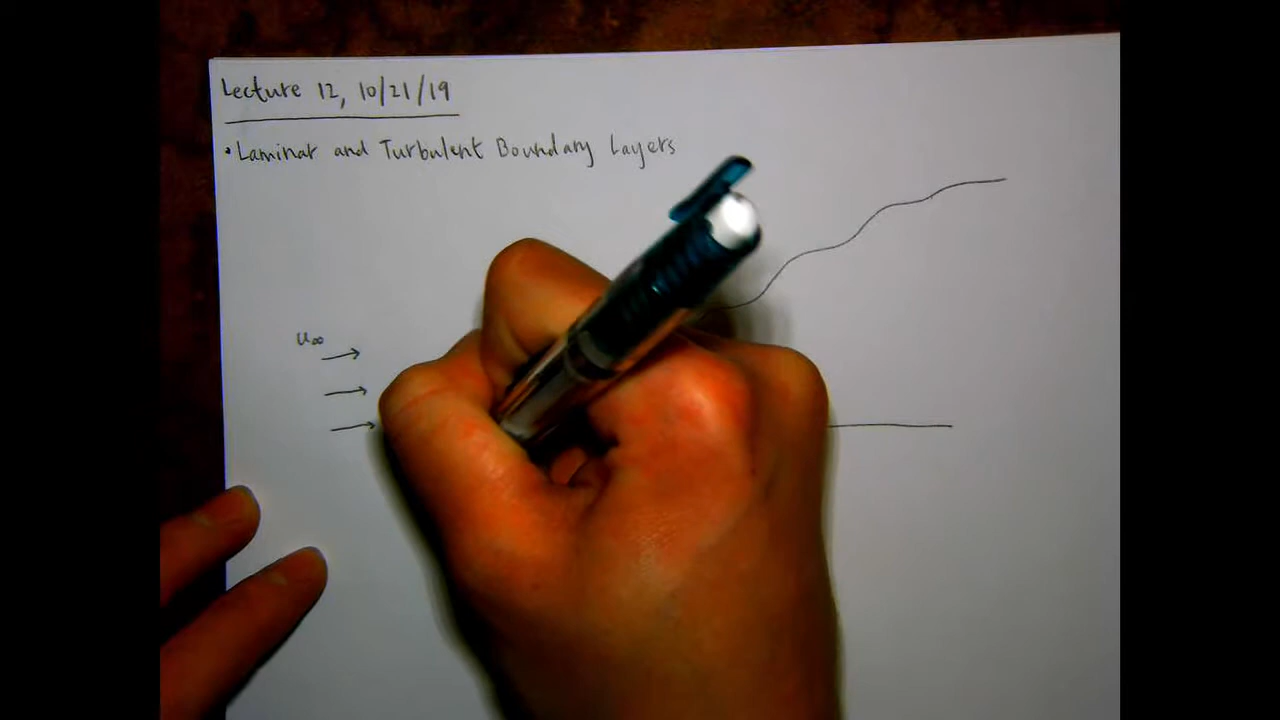 Lecture 12, 10/21/19
• Laminar and Turbulent Boundary Layers
u∞